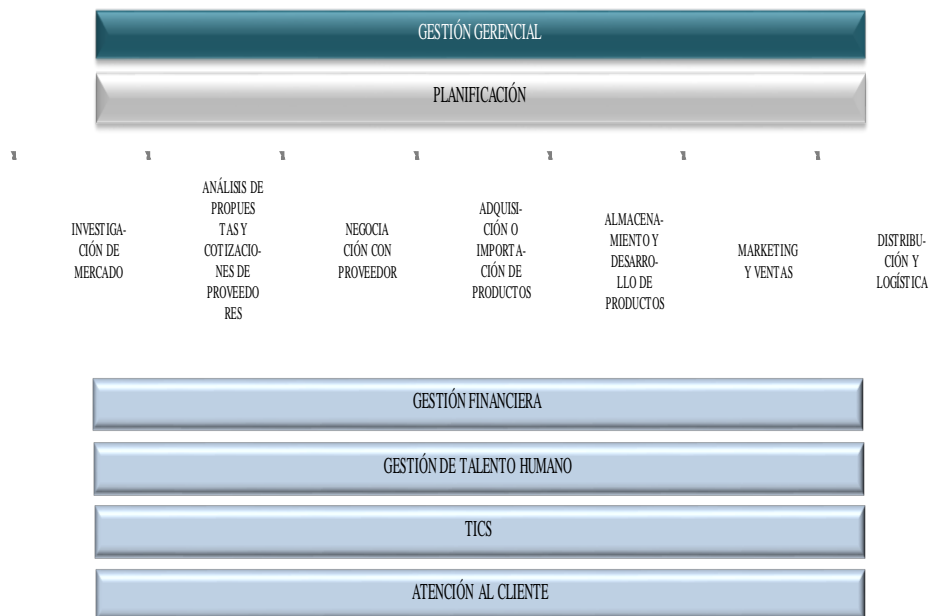 GESTIÓN GERENCIAL
PLANIFICACIÓN
INVESTIGA-
CIÓN DE
MERCADO
ANÁLISIS DE
PROPUES
TAS Y
COTIZACIO-
NES DE
PROVEEDO
RES
NEGOCIA
CIÓN CON
PROVEEDOR
ADQUISI-
CIÓN O
IMPORTA-
CIÓN DE
PRODUCTOS
ALMACENA-
MIENTO Y
DESARRO-
LLO DE
PRODUCTOS
MARKETING
Y VENTAS
DISTRIBU-
CIÓN Y
LOGÍSTICA
GESTIÓN FINANCIERA
GESTIÓN DE TALENTO HUMANO
TICS
ATENCIÓN AL CLIENTE